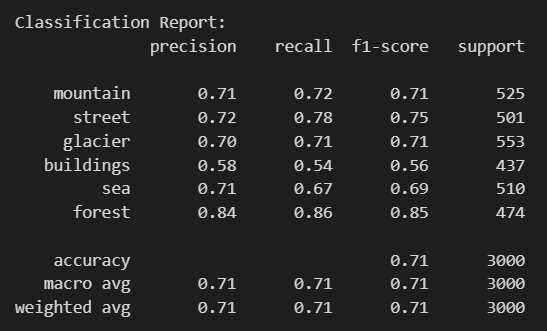 Classification Report:
precision recall f1-score support
mountain 0.71 0.72 0.71 525
street 0.72 0.78 0.75 501
glacier 0.70 0.71 0.71 553
buildings 0.58 0.54 0.56 437
sea 0.71 0.67 0.69 510
forest 0.84 0.86 0.85 474
accuracy 0.71 3000
macro avg 0.71 0.71 0.71 3000
weighted avg 0.71 0.71 0.71 3000